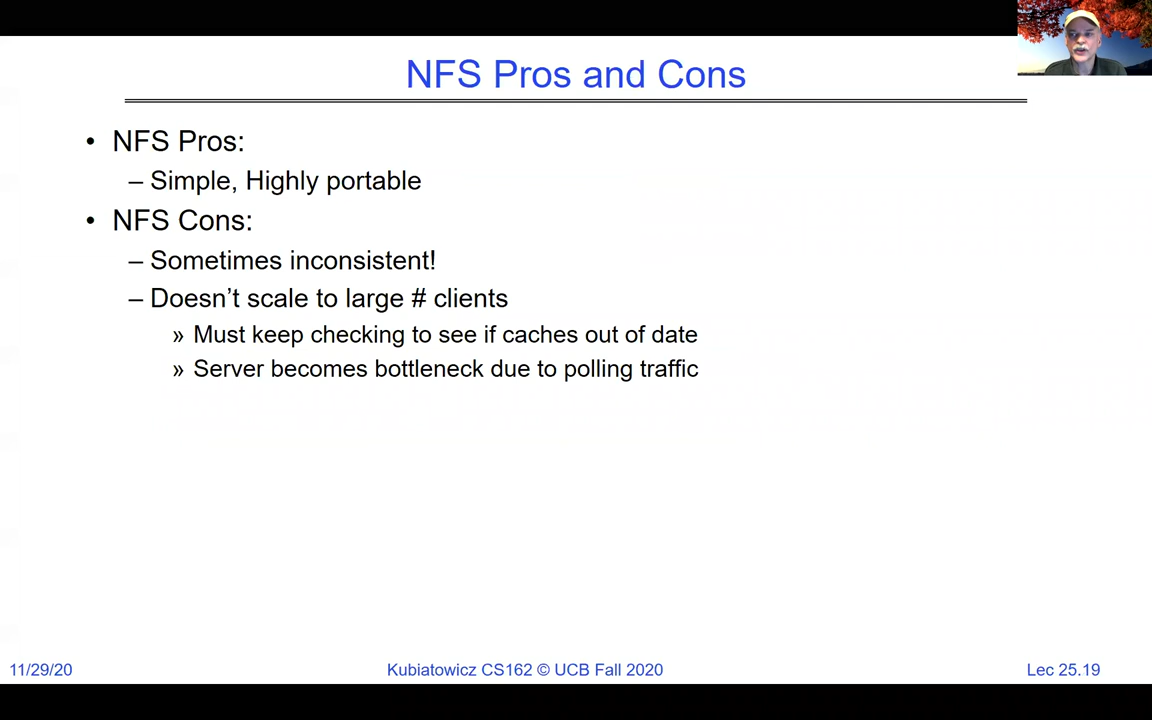 NFS Pros and Cons
• NFS Pros:
– Simple, Highly portable
• NFS Cons:
– Sometimes inconsistent!
– Doesn’t scale to large # clients
» Must keep checking to see if caches out of date
» Server becomes bottleneck due to polling traffic
11/29/20
Kubiatowicz CS162 © UCB Fall 2020
Lec 25.19